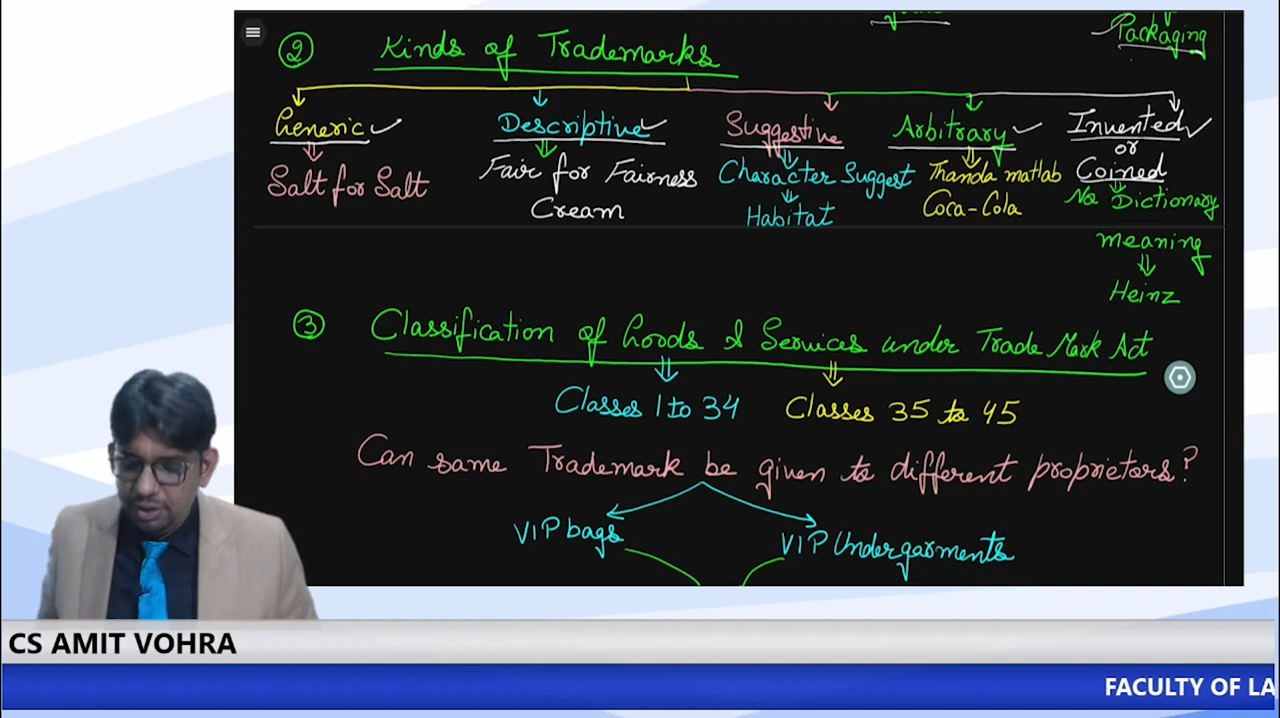 Packaging
② Kinds of Trademarks
Generic Descriptive Suggestive Arbitrary Invented
or
Coined
Salt for Salt Fair for Fairness Character Suggest Thanda matlab No Dictionary
Cream Habitat Coca-Cola
meaning
Heinz
③ Classification of Goods & Services under Trade Mark Act
Classes 1 to 34 Classes 35 to 45
Can same Trademark be given to different proprietors?
VIP bags VIP Undergarments
CS AMIT VOHRA
FACULTY OF LA